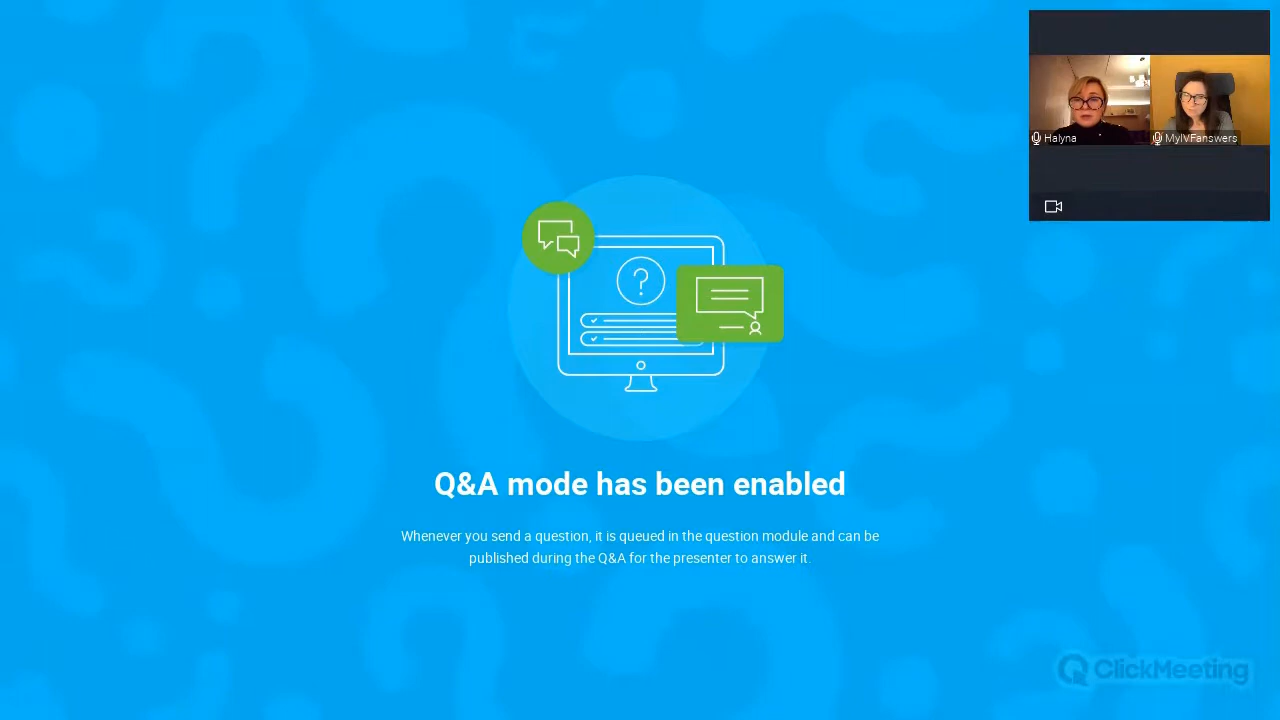 Halyna
MyIVFanswers
Q&A mode has been enabled
Whenever you send a question, it is queued in the question module and can be
published during the Q&A for the presenter to answer it.
ClickMeeting